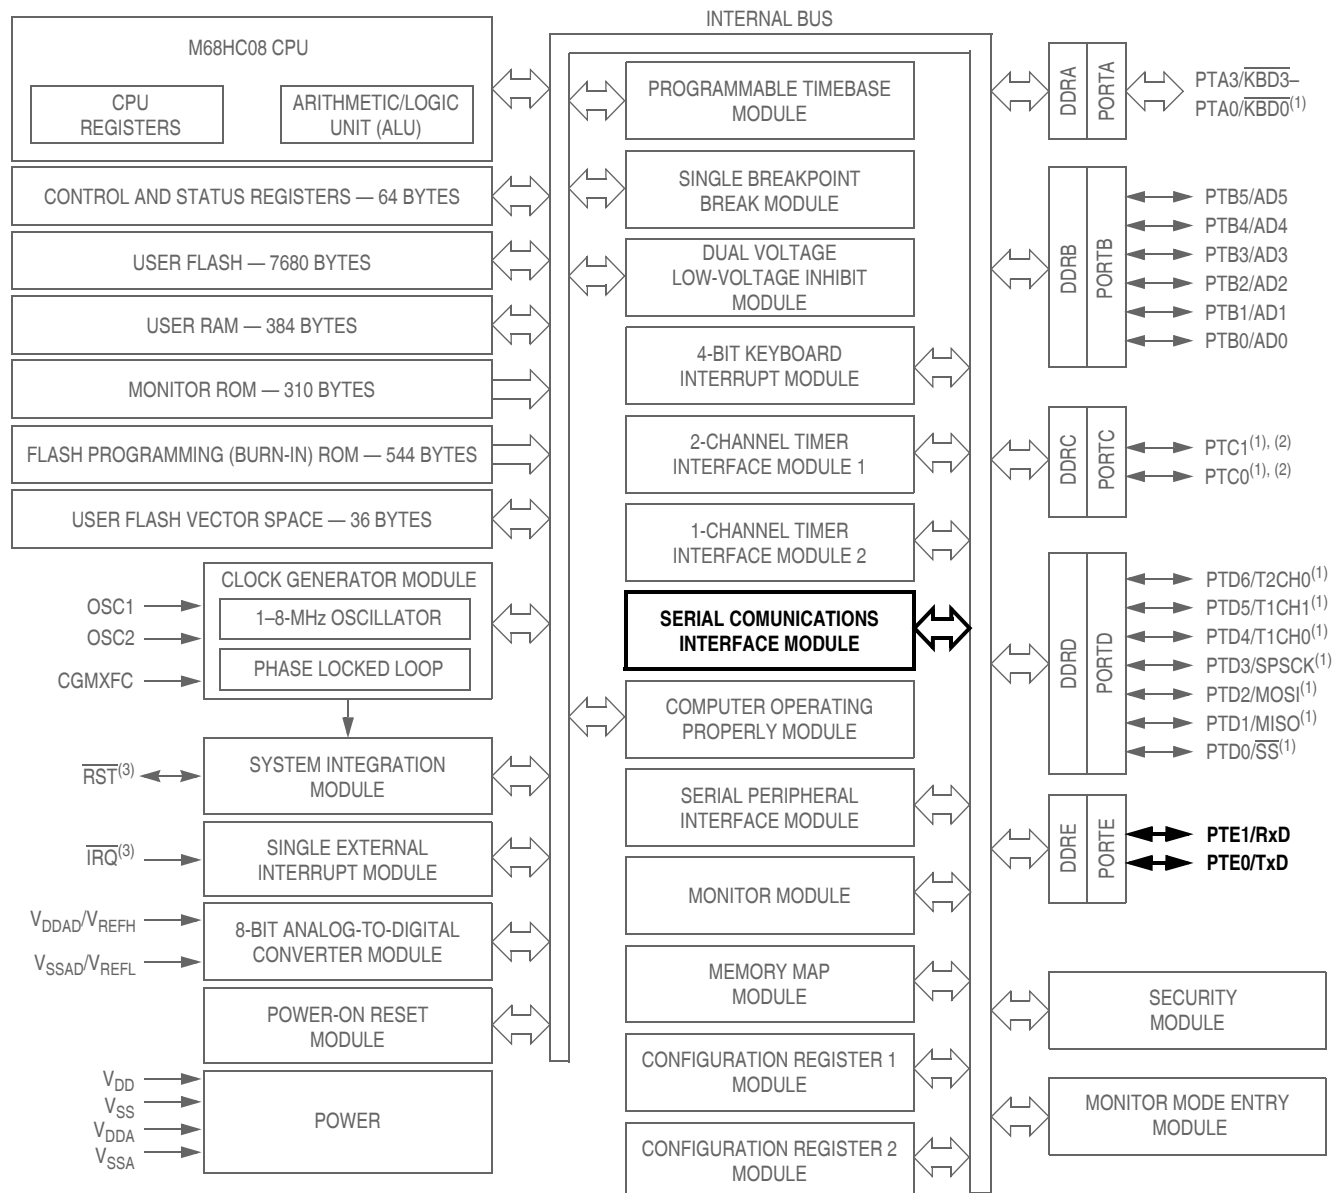 INTERNAL BUS
M68HC08 CPU
CPU
REGISTERS
ARITHMETIC/LOGIC
UNIT (ALU)
CONTROL AND STATUS REGISTERS — 64 BYTES
USER FLASH — 7680 BYTES
USER RAM — 384 BYTES
MONITOR ROM — 310 BYTES
FLASH PROGRAMMING (BURN-IN) ROM — 544 BYTES
USER FLASH VECTOR SPACE — 36 BYTES
CLOCK GENERATOR MODULE
1–8-MHz OSCILLATOR
PHASE LOCKED LOOP
OSC1
OSC2
CGMXFC
SYSTEM INTEGRATION
MODULE
R̅S̅T̅(3)
SINGLE EXTERNAL
INTERRUPT MODULE
I̅R̅Q̅(3)
8-BIT ANALOG-TO-DIGITAL
CONVERTER MODULE
VDDAD/VREFH
VSSAD/VREFL
POWER-ON RESET
MODULE
POWER
VDD
VSS
VDDA
VSSA
PROGRAMMABLE TIMEBASE
MODULE
SINGLE BREAKPOINT
BREAK MODULE
DUAL VOLTAGE
LOW-VOLTAGE INHIBIT
MODULE
4-BIT KEYBOARD
INTERRUPT MODULE
2-CHANNEL TIMER
INTERFACE MODULE 1
1-CHANNEL TIMER
INTERFACE MODULE 2
SERIAL COMUNICATIONS
INTERFACE MODULE
COMPUTER OPERATING
PROPERLY MODULE
SERIAL PERIPHERAL
INTERFACE MODULE
MONITOR MODULE
MEMORY MAP
MODULE
CONFIGURATION REGISTER 1
MODULE
CONFIGURATION REGISTER 2
MODULE
DDRA
PORTA
PTA3/K̅B̅D̅3̅–
PTA0/K̅B̅D̅0̅(1)
DDRB
PORTB
PTB5/AD5
PTB4/AD4
PTB3/AD3
PTB2/AD2
PTB1/AD1
PTB0/AD0
DDRC
PORTC
PTC1(1), (2)
PTC0(1), (2)
DDRD
PORTD
PTD6/T2CH0(1)
PTD5/T1CH1(1)
PTD4/T1CH0(1)
PTD3/SPSCK(1)
PTD2/MOSI(1)
PTD1/MISO(1)
PTD0/S̅S̅(1)
DDRE
PORTE
PTE1/RxD
PTE0/TxD
SECURITY
MODULE
MONITOR MODE ENTRY
MODULE